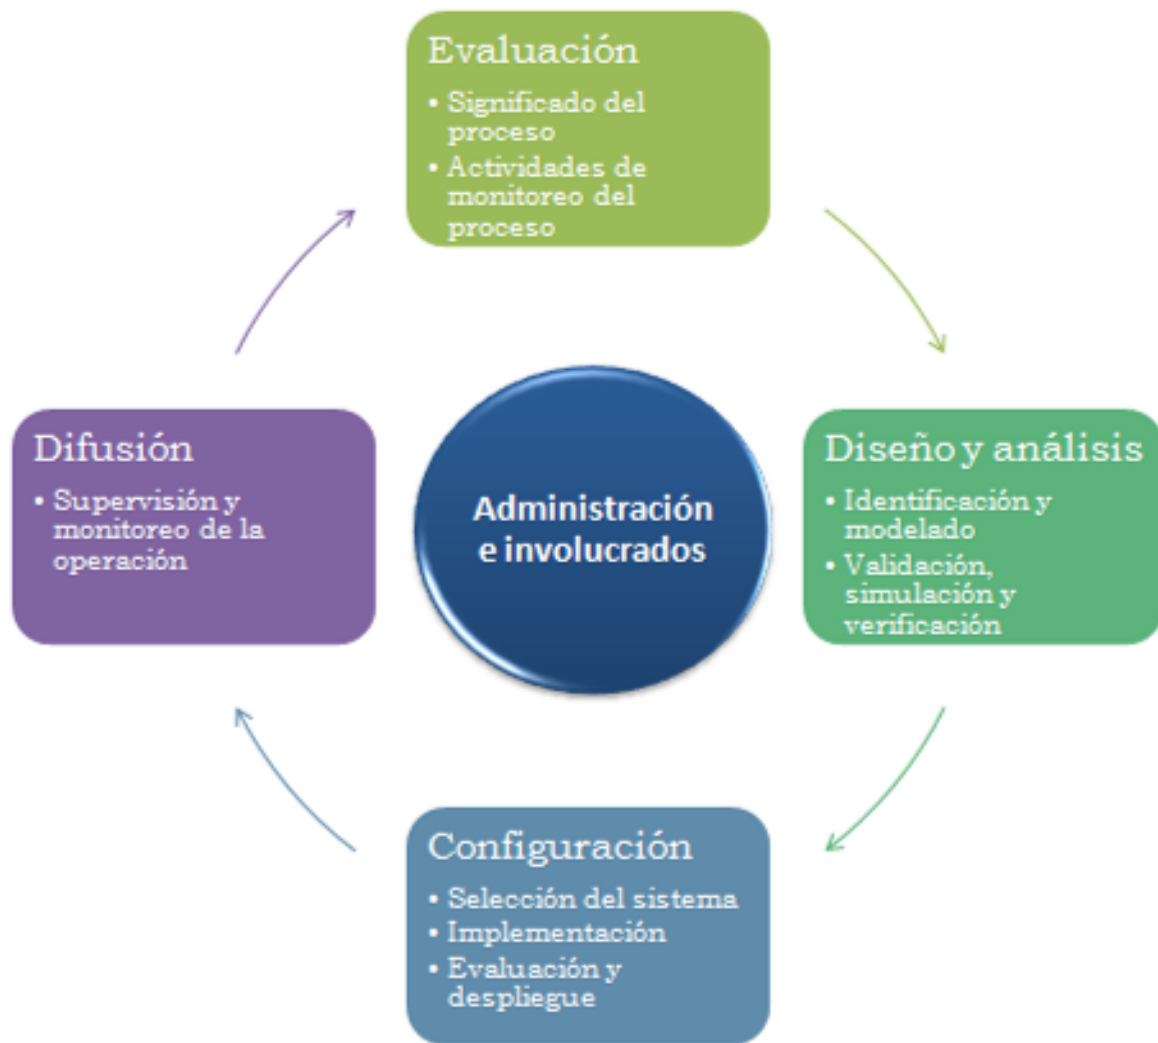 Evaluación
• Significado del
proceso
• Actividades de
monitoreo del
proceso
Difusión
• Supervisión y
monitoreo de la
operación
Administración
e involucrados
Diseño y análisis
• Identificación y
modelado
• Validación,
simulación y
verificación
Configuración
• Selección del sistema
• Implementación
• Evaluación y
despliegue